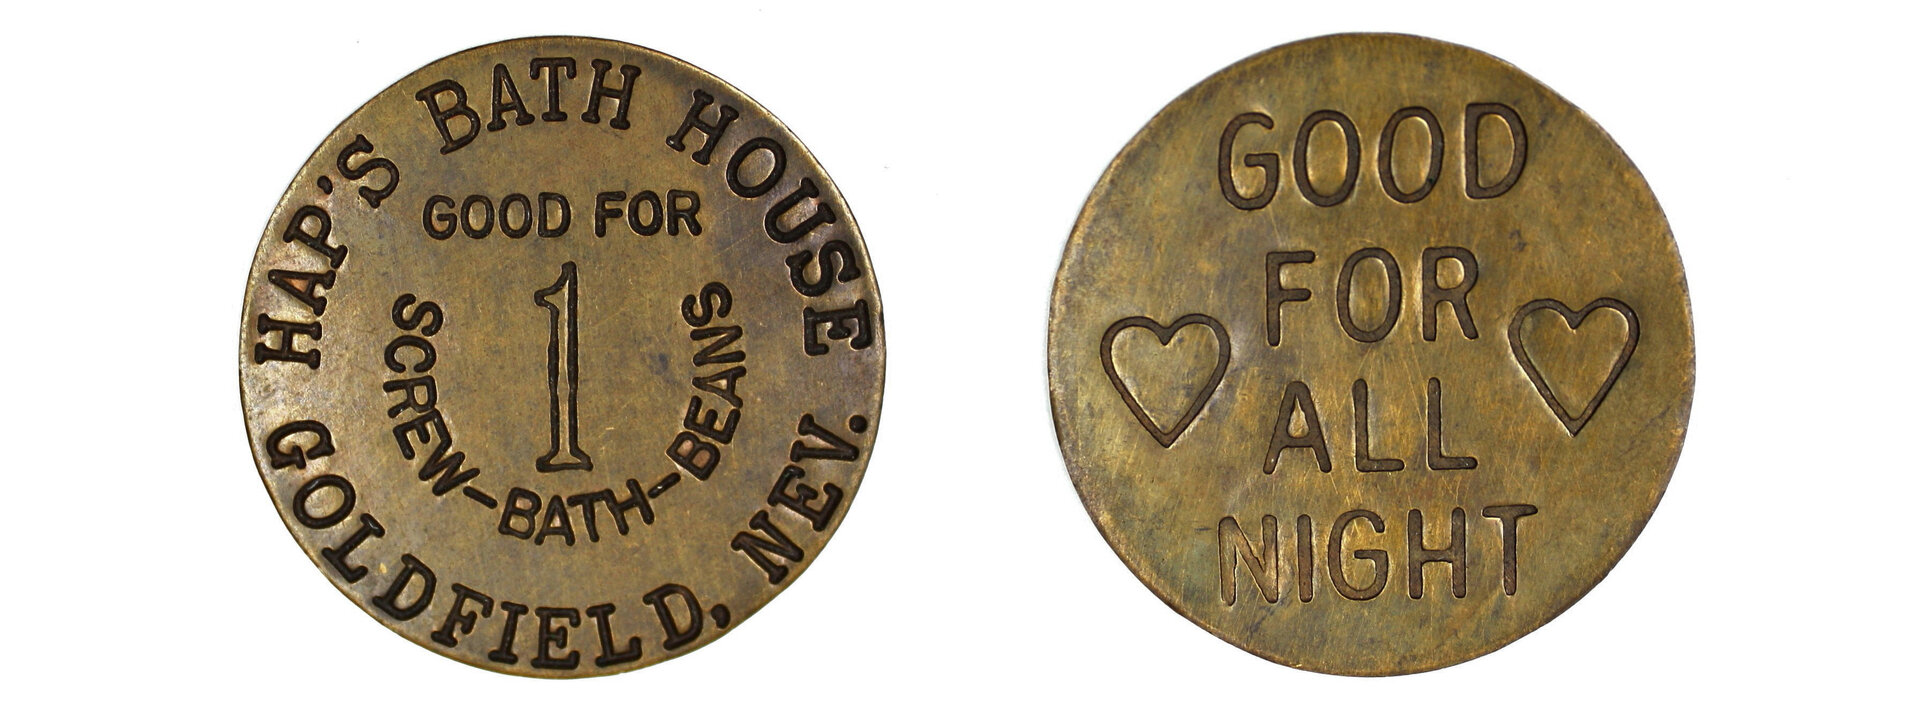 HAP'S BATH HOUSE
GOOD FOR
1
SCREW-BATH-BEANS
GOLDFIELD, NEV.
GOOD
FOR
ALL
NIGHT